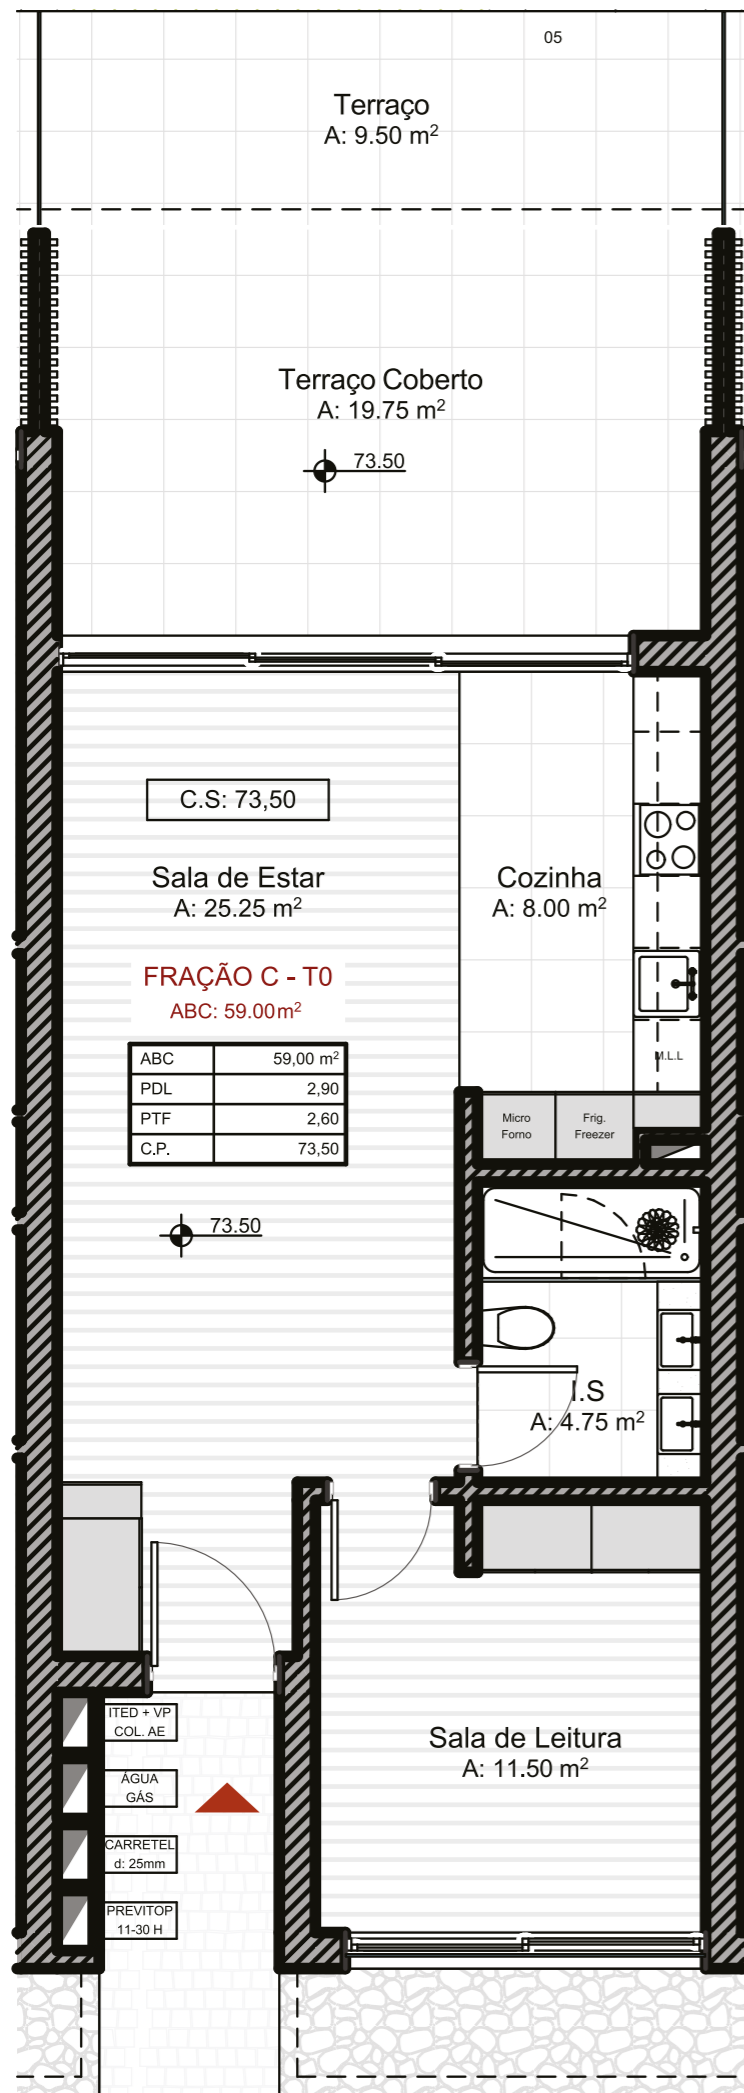 05
Terraço
A: 9.50 m²
Terraço Coberto
A: 19.75 m²
73.50
C.S: 73,50
Sala de Estar
A: 25.25 m²
Cozinha
A: 8.00 m²
FRAÇÃO C - T0
ABC: 59.00m²
ABC 59,00 m²
PDL 2,90
PTF 2,60
C.P. 73,50
M.L.L
Micro
Forno
Frig.
Freezer
73.50
I.S
A: 4.75 m²
ITED + VP
COL. AE
ÁGUA
GÁS
CARRETEL
d: 25mm
PREVITOP
11-30 H
Sala de Leitura
A: 11.50 m²